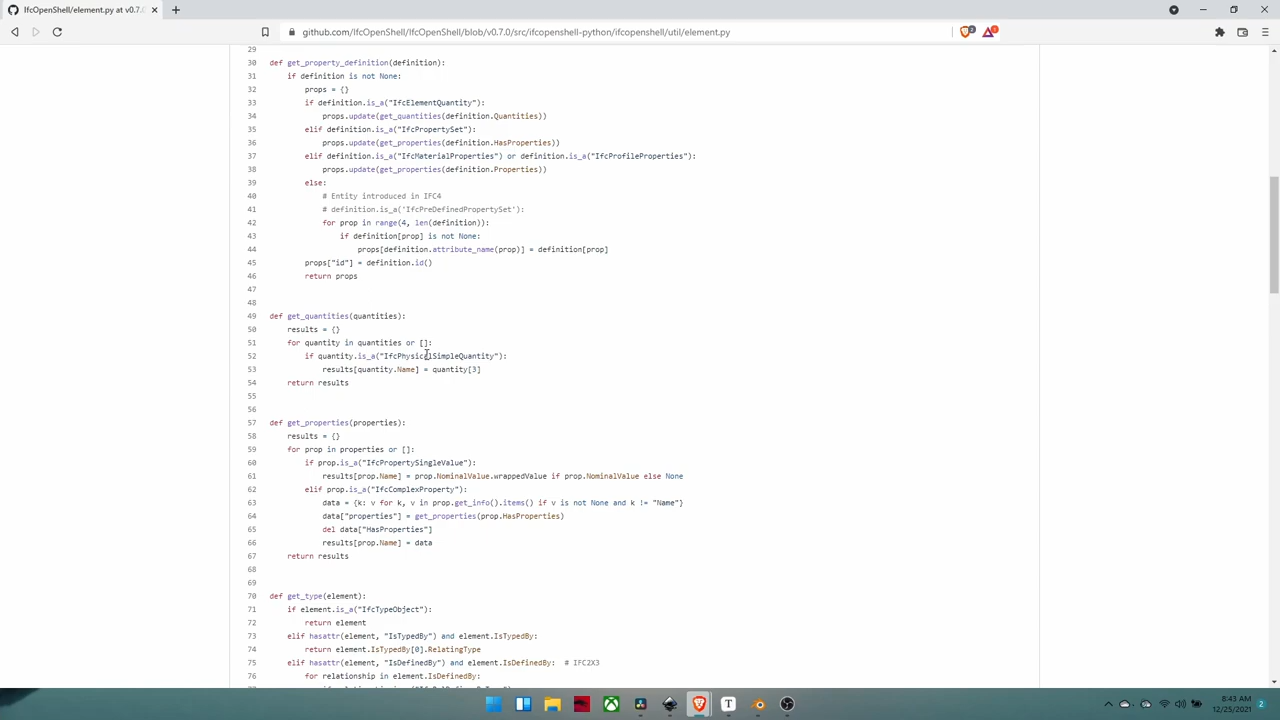 IfcOpenShell/element.py at v0.7.0
github.com/IfcOpenShell/IfcOpenShell/blob/v0.7.0/src/ifcopenshell-python/ifcopenshell/util/element.py
29
30 def get_property_definition(definition):
31 if definition is not None:
32 props = {}
33 if definition.is_a("IfcElementQuantity"):
34 props.update(get_quantities(definition.Quantities))
35 elif definition.is_a("IfcPropertySet"):
36 props.update(get_properties(definition.HasProperties))
37 elif definition.is_a("IfcMaterialProperties") or definition.is_a("IfcProfileProperties"):
38 props.update(get_properties(definition.Properties))
39 else:
40 # Entity introduced in IFC4
41 # definition.is_a('IfcPreDefinedPropertySet'):
42 for prop in range(4, len(definition)):
43 if definition[prop] is not None:
44 props[definition.attribute_name(prop)] = definition[prop]
45 props["id"] = definition.id()
46 return props
47
48
49 def get_quantities(quantities):
50 results = {}
51 for quantity in quantities or []:
52 if quantity.is_a("IfcPhysicalSimpleQuantity"):
53 results[quantity.Name] = quantity[3]
54 return results
55
56
57 def get_properties(properties):
58 results = {}
59 for prop in properties or []:
60 if prop.is_a("IfcPropertySingleValue"):
61 results[prop.Name] = prop.NominalValue.wrappedValue if prop.NominalValue else None
62 elif prop.is_a("IfcComplexProperty"):
63 data = {k: v for k, v in prop.get_info().items() if v is not None and k != "Name"}
64 data["properties"] = get_properties(prop.HasProperties)
65 del data["HasProperties"]
66 results[prop.Name] = data
67 return results
68
69
70 def get_type(element):
71 if element.is_a("IfcTypeObject"):
72 return element
73 elif hasattr(element, "IsTypedBy") and element.IsTypedBy:
74 return element.IsTypedBy[0].RelatingType
75 elif hasattr(element, "IsDefinedBy") and element.IsDefinedBy: # IFC2X3
76 for relationship in element.IsDefinedBy:
8:43 AM
12/25/2021